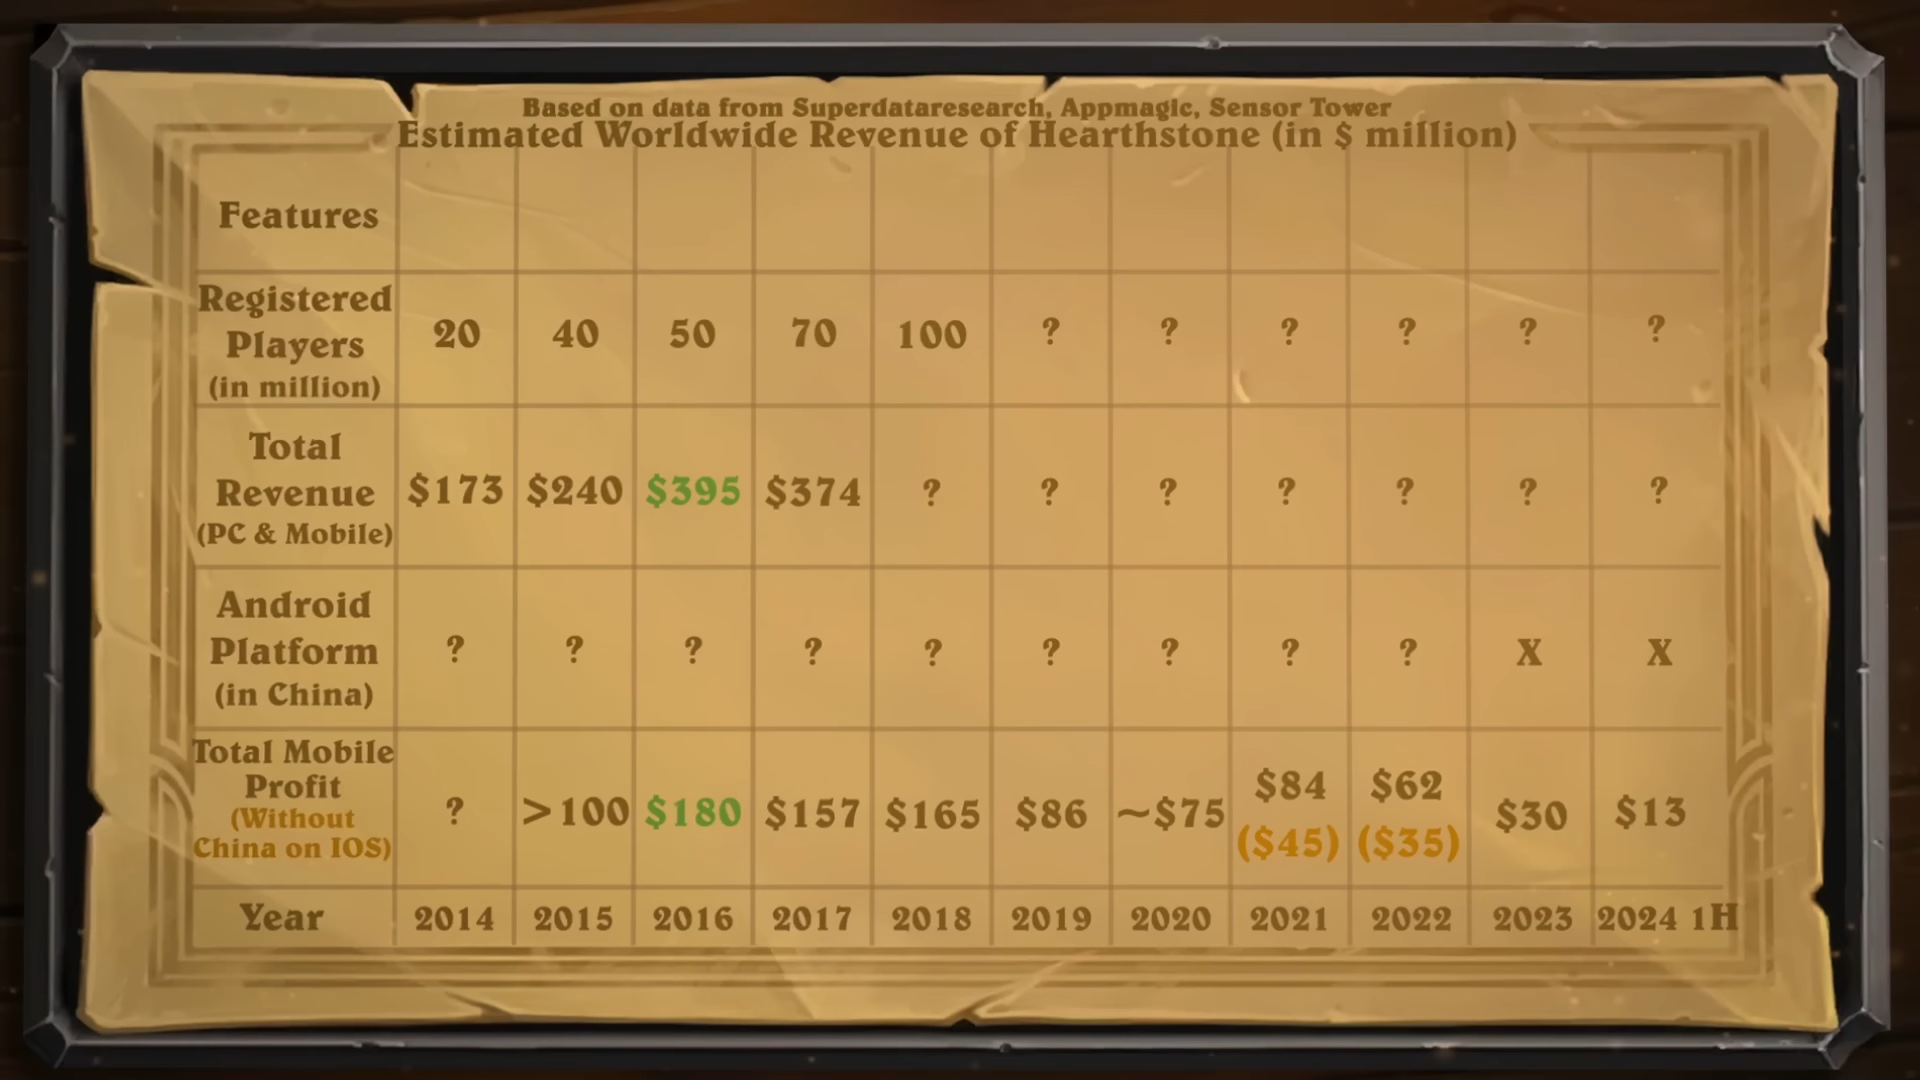 Based on data from Superdataresearch, Appmagic, Sensor Tower
Estimated Worldwide Revenue of Hearthstone (in $ million)
Features
Registered
Players
(in million)
20 40 50 70 100 ? ? ? ? ? ?
Total
Revenue
(PC & Mobile)
$173 $240 $395 $374 ? ? ? ? ? ? ?
Android
Platform
(in China)
? ? ? ? ? ? ? ? ? X X
Total Mobile
Profit
(Without
China on IOS)
? >100 $180 $157 $165 $86 ~$75 $84 $62 $30 $13
($45) ($35)
Year 2014 2015 2016 2017 2018 2019 2020 2021 2022 2023 2024 1H